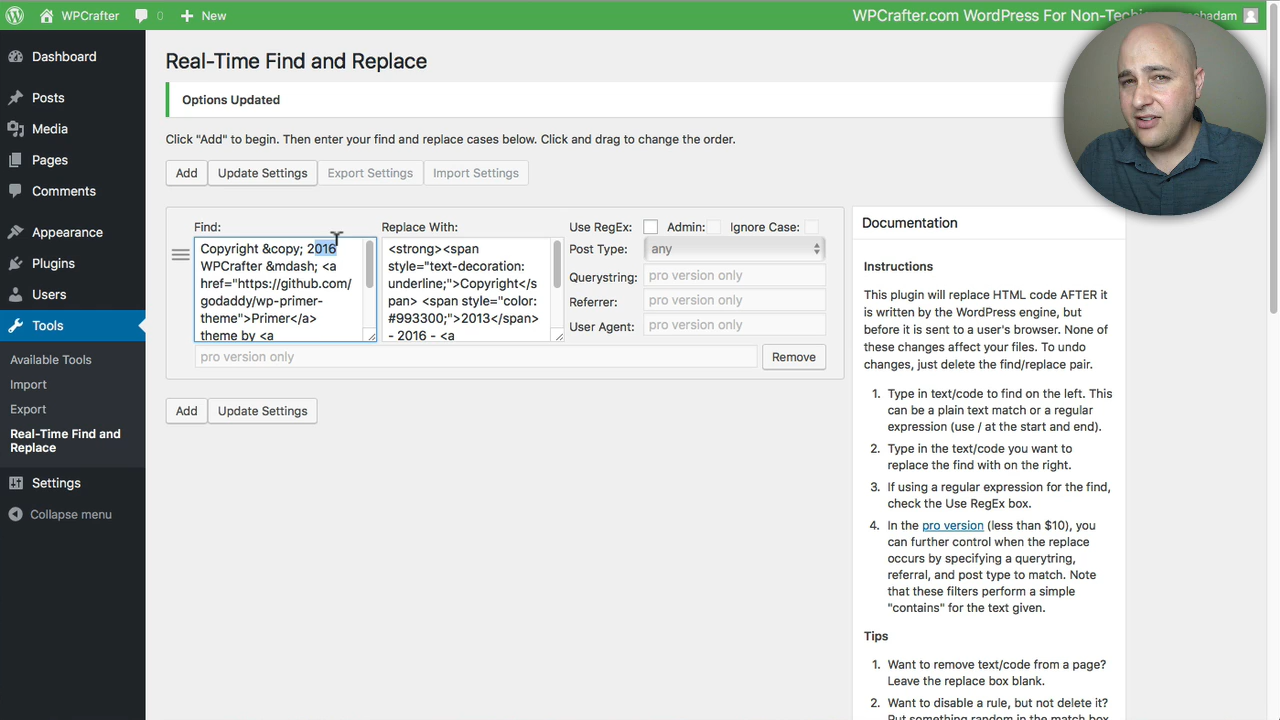 WPCrafter 0 New WPCrafter.com WordPress For Non-Techi
Dashboard
Posts
Media
Pages
Comments
Appearance
Plugins
Users
Tools
Available Tools
Import
Export
Real-Time Find and
Replace
Settings
Collapse menu
Real-Time Find and Replace
Options Updated
Click "Add" to begin. Then enter your find and replace cases below. Click and drag to change the order.
Add Update Settings Export Settings Import Settings
Find: Replace With: Use RegEx: Admin: Ignore Case:
Copyright &copy; 2016
WPCrafter &mdash; <a
href="https://github.com/
godaddy/wp-primer-
theme">Primer</a>
theme by <a
<strong><span
style="text-decoration:
underline;">Copyright</s
pan> <span style="color:
#993300;">2013</span>
- 2016 - <a
Post Type: any
Querystring: pro version only
Referrer: pro version only
User Agent: pro version only
pro version only Remove
Add Update Settings
Documentation
Instructions
This plugin will replace HTML code AFTER it
is written by the WordPress engine, but
before it is sent to a user's browser. None of
these changes affect your files. To undo
changes, just delete the find/replace pair.
1. Type in text/code to find on the left. This
can be a plain text match or a regular
expression (use / at the start and end).
2. Type in the text/code you want to
replace the find with on the right.
3. If using a regular expression for the find,
check the Use RegEx box.
4. In the pro version (less than $10), you
can further control when the replace
occurs by specifying a querytring,
referral, and post type to match. Note
that these filters perform a simple
"contains" for the text given.
Tips
1. Want to remove text/code from a page?
Leave the replace box blank.
2. Want to disable a rule, but not delete it?
Put something random in the match box